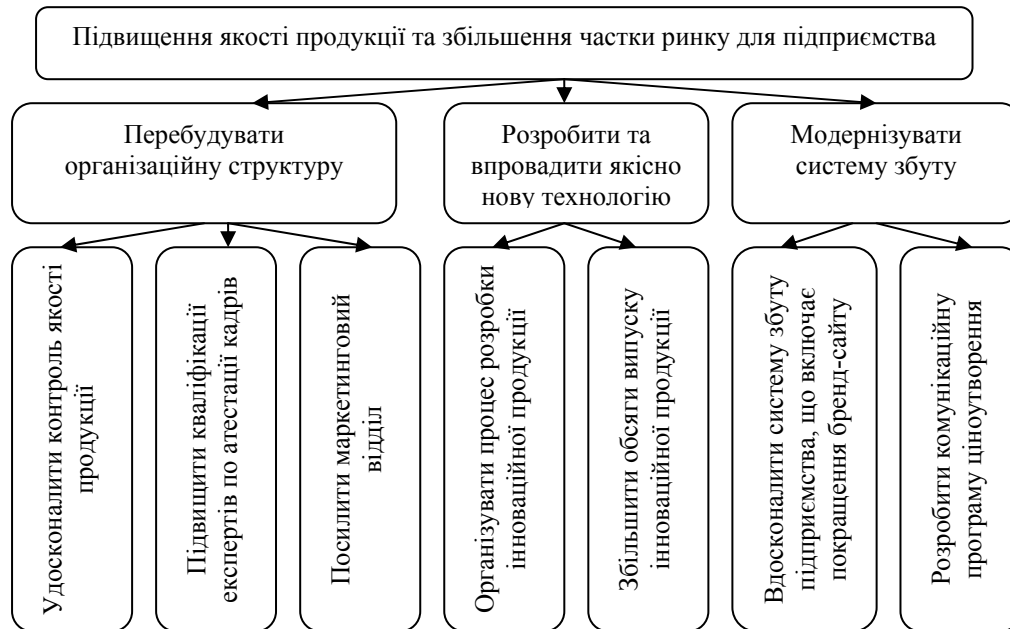 Підвищення якості продукції та збільшення частки ринку для підприємства
Перебудувати
організаційну структуру
Розробити та
впровадити якісно
нову технологію
Модернізувати
систему збуту
Удосконалити контроль якості
продукції
Підвищити кваліфікації
експертів по атестації кадрів
Посилити маркетинговий
відділ
Організувати процес розробки
інноваційної продукції
Збільшити обсяги випуску
інноваційної продукції
Вдосконалити систему збуту
підприємства, що включає
покращення бренд-сайту
Розробити комунікаційну
програму ціноутворення